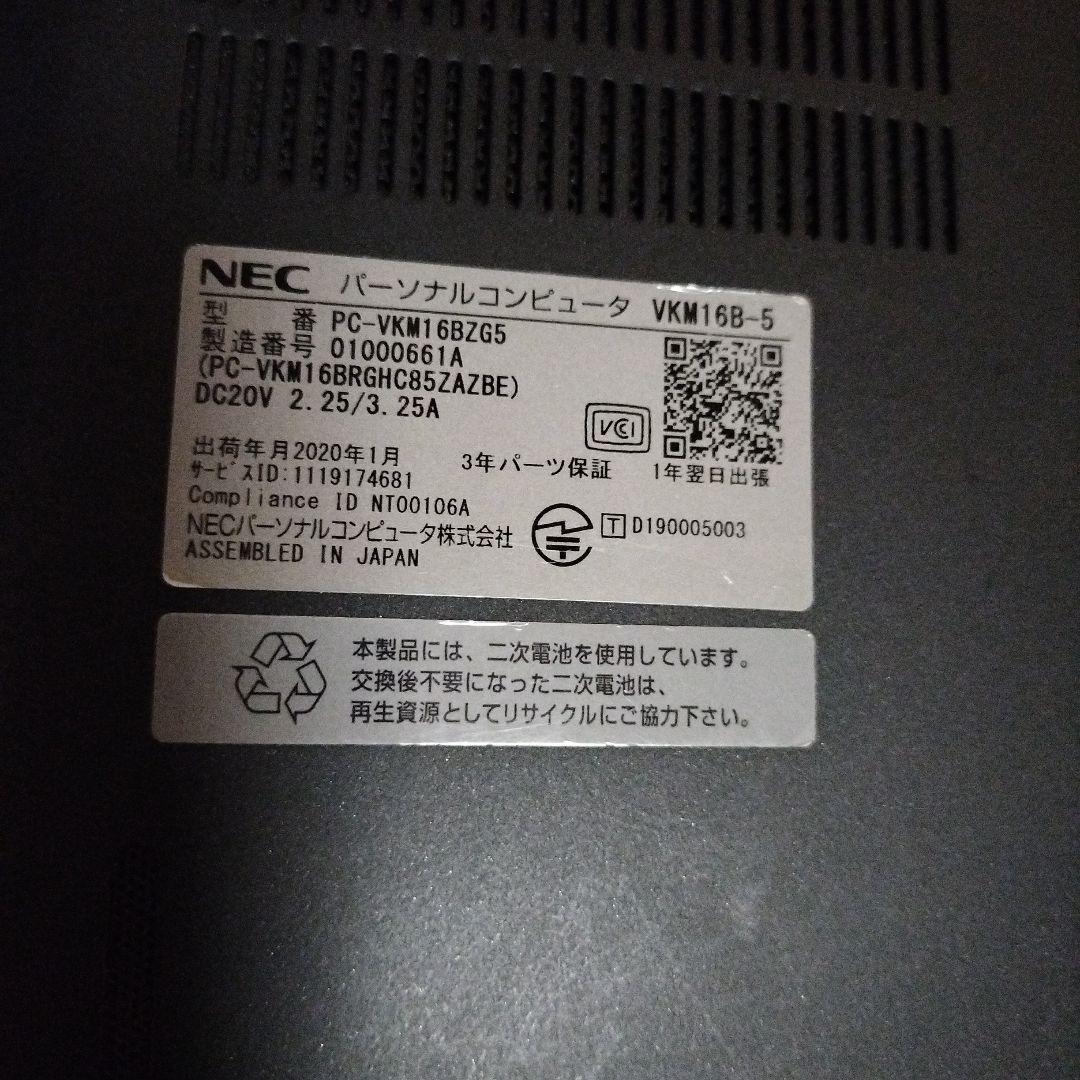 NEC パーソナルコンピュータ VKM16B-5
型 番 PC-VKM16BZG5
製造番号 01000661A
(PC-VKM16BRGHC85ZAZBE)
DC20V 2.25/3.25A
VCCI
出荷年月2020年1月 3年パーツ保証 1年翌日出張
サービスID:1119174681
Compliance ID NT00106A
NECパーソナルコンピュータ株式会社 T D190005003
ASSEMBLED IN JAPAN
本製品には、二次電池を使用しています。
交換後不要になった二次電池は、
再生資源としてリサイクルにご協力下さい。